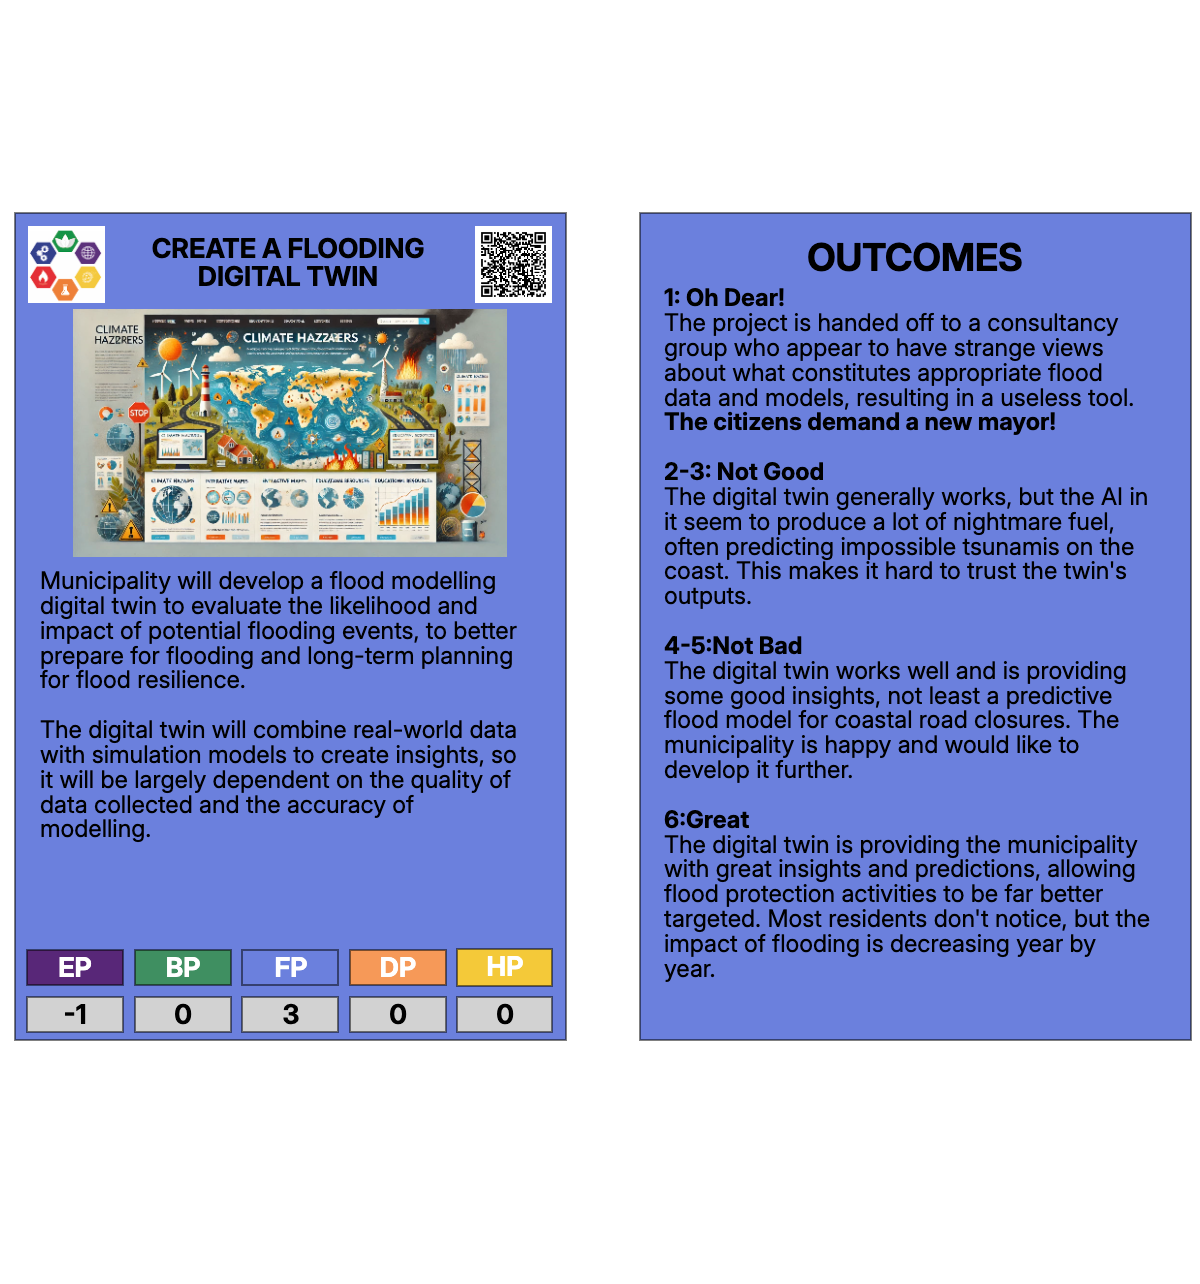 CREATE A FLOODING
DIGITAL TWIN
CLIMATE
HAZZRERS
CLIMATE HAZZAERS
STOP
Municipality will develop a flood modelling
digital twin to evaluate the likelihood and
impact of potential flooding events, to better
prepare for flooding and long-term planning
for flood resilience.
The digital twin will combine real-world data
with simulation models to create insights, so
it will be largely dependent on the quality of
data collected and the accuracy of
modelling.
EP BP FP DP HP
-1 0 3 0 0
OUTCOMES
1: Oh Dear!
The project is handed off to a consultancy
group who appear to have strange views
about what constitutes appropriate flood
data and models, resulting in a useless tool.
The citizens demand a new mayor!
2-3: Not Good
The digital twin generally works, but the AI in
it seem to produce a lot of nightmare fuel,
often predicting impossible tsunamis on the
coast. This makes it hard to trust the twin's
outputs.
4-5:Not Bad
The digital twin works well and is providing
some good insights, not least a predictive
flood model for coastal road closures. The
municipality is happy and would like to
develop it further.
6:Great
The digital twin is providing the municipality
with great insights and predictions, allowing
flood protection activities to be far better
targeted. Most residents don't notice, but the
impact of flooding is decreasing year by
year.